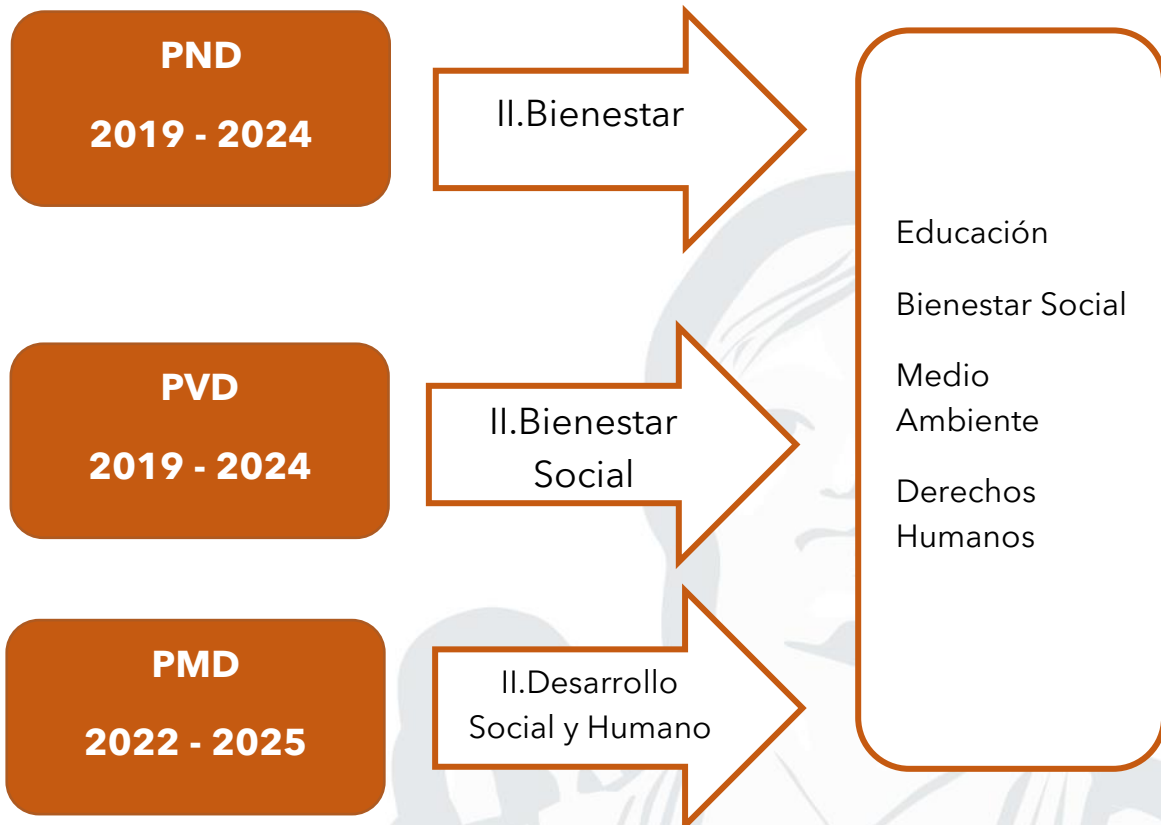 PND
2019 - 2024
II.Bienestar
PVD
2019 - 2024
II.Bienestar
Social
PMD
2022 - 2025
II.Desarrollo
Social y Humano
Educación
Bienestar Social
Medio
Ambiente
Derechos
Humanos